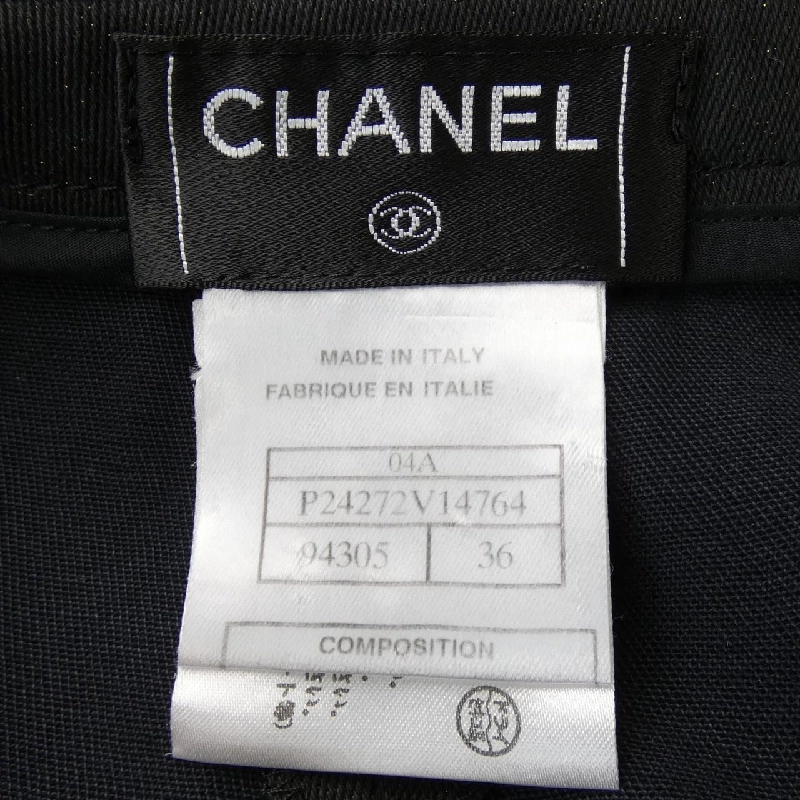 CHANEL
MADE IN ITALY
FABRIQUE EN ITALIE
04A
P24272V14764
94305 36
COMPOSITION